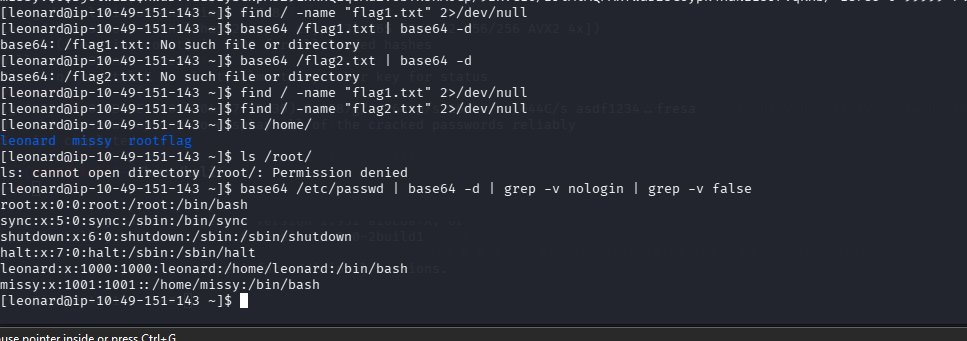 [leonard@ip-10-49-151-143 ~]$ find / -name "flag1.txt" 2>/dev/null
[leonard@ip-10-49-151-143 ~]$ base64 /flag1.txt | base64 -d
base64: /flag1.txt: No such file or directory
[leonard@ip-10-49-151-143 ~]$ base64 /flag2.txt | base64 -d
base64: /flag2.txt: No such file or directory
[leonard@ip-10-49-151-143 ~]$ find / -name "flag1.txt" 2>/dev/null
[leonard@ip-10-49-151-143 ~]$ find / -name "flag2.txt" 2>/dev/null
[leonard@ip-10-49-151-143 ~]$ ls /home/
leonard missy rootflag
[leonard@ip-10-49-151-143 ~]$ ls /root/
ls: cannot open directory /root/: Permission denied
[leonard@ip-10-49-151-143 ~]$ base64 /etc/passwd | base64 -d | grep -v nologin | grep -v false
root:x:0:0:root:/root:/bin/bash
sync:x:5:0:sync:/sbin:/bin/sync
shutdown:x:6:0:shutdown:/sbin:/sbin/shutdown
halt:x:7:0:halt:/sbin:/sbin/halt
leonard:x:1000:1000:leonard:/home/leonard:/bin/bash
missy:x:1001:1001::/home/missy:/bin/bash
[leonard@ip-10-49-151-143 ~]$
pointer inside or press Ctrl+G